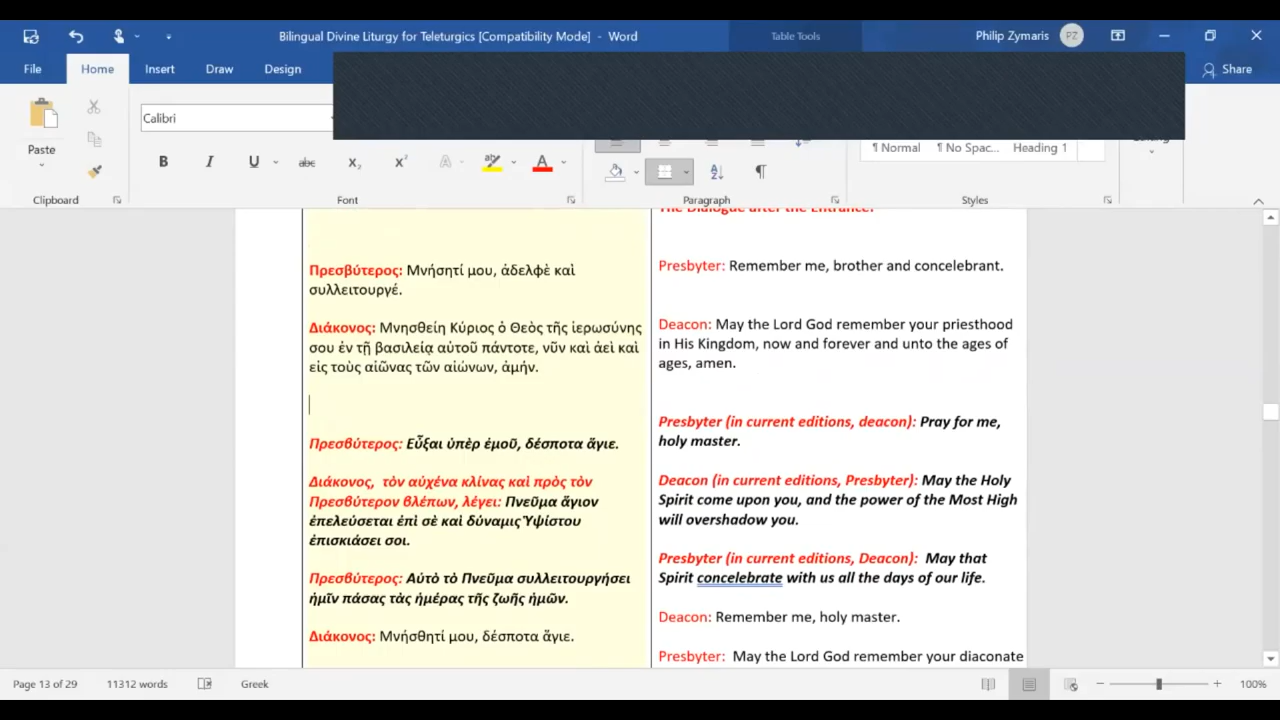 Bilingual Divine Liturgy for Teleturgics [Compatibility Mode] - Word
Table Tools
Philip Zymaris
PZ
File
Home
Insert
Draw
Design
Share
Paste
Calibri
B
I
U
abc
Clipboard
Font
Paragraph
Styles
¶ Normal
¶ No Spac...
Heading 1
The Dialogue after the Entrance.
Πρεσβύτερος: Μνήσητί μου, ἀδελφὲ καὶ
συλλειτουργέ.
Διάκονος: Μνησθείη Κύριος ὁ Θεὸς τῆς ἱερωσύνης
σου ἐν τῇ βασιλείᾳ αὐτοῦ πάντοτε, νῦν καὶ ἀεὶ καὶ
εἰς τοὺς αἰῶνας τῶν αἰώνων, ἀμήν.
Πρεσβύτερος: Εὖξαι ὑπὲρ ἐμοῦ, δέσποτα ἅγιε.
Διάκονος, τὸν αὐχένα κλίνας καὶ πρὸς τὸν
Πρεσβύτερον βλέπων, λέγει: Πνεῦμα ἅγιον
ἐπελεύσεται ἐπὶ σὲ καὶ δύναμις Ὑψίστου
ἐπισκιάσει σοι.
Πρεσβύτερος: Αὐτὸ τὸ Πνεῦμα συλλειτουργήσει
ἡμῖν πάσας τὰς ἡμέρας τῆς ζωῆς ἡμῶν.
Διάκονος: Μνήσθητί μου, δέσποτα ἅγιε.
Presbyter: Remember me, brother and concelebrant.
Deacon: May the Lord God remember your priesthood
in His Kingdom, now and forever and unto the ages of
ages, amen.
Presbyter (in current editions, deacon): Pray for me,
holy master.
Deacon (in current editions, Presbyter): May the Holy
Spirit come upon you, and the power of the Most High
will overshadow you.
Presbyter (in current editions, Deacon): May that
Spirit concelebrate with us all the days of our life.
Deacon: Remember me, holy master.
Presbyter: May the Lord God remember your diaconate
Page 13 of 29
11312 words
Greek
100%